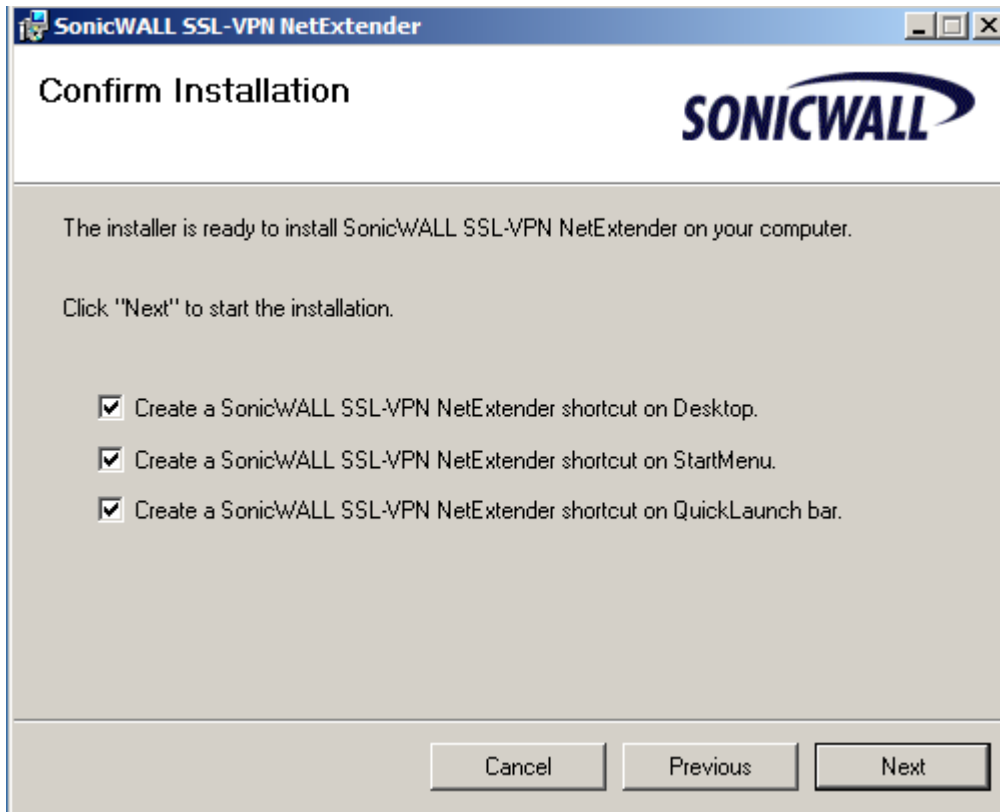 SonicWALL SSL-VPN NetExtender
Confirm Installation
SONICWALL
The installer is ready to install SonicWALL SSL-VPN NetExtender on your computer.
Click "Next" to start the installation.
Create a SonicWALL SSL-VPN NetExtender shortcut on Desktop.
Create a SonicWALL SSL-VPN NetExtender shortcut on StartMenu.
Create a SonicWALL SSL-VPN NetExtender shortcut on QuickLaunch bar.
Cancel Previous Next